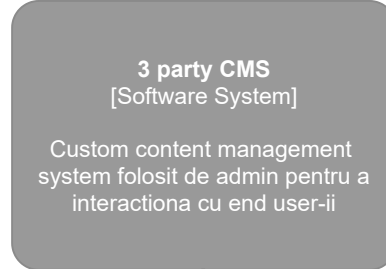 3 party CMS
[Software System]
Custom content management
system folosit de admin pentru a
interactiona cu end user-ii